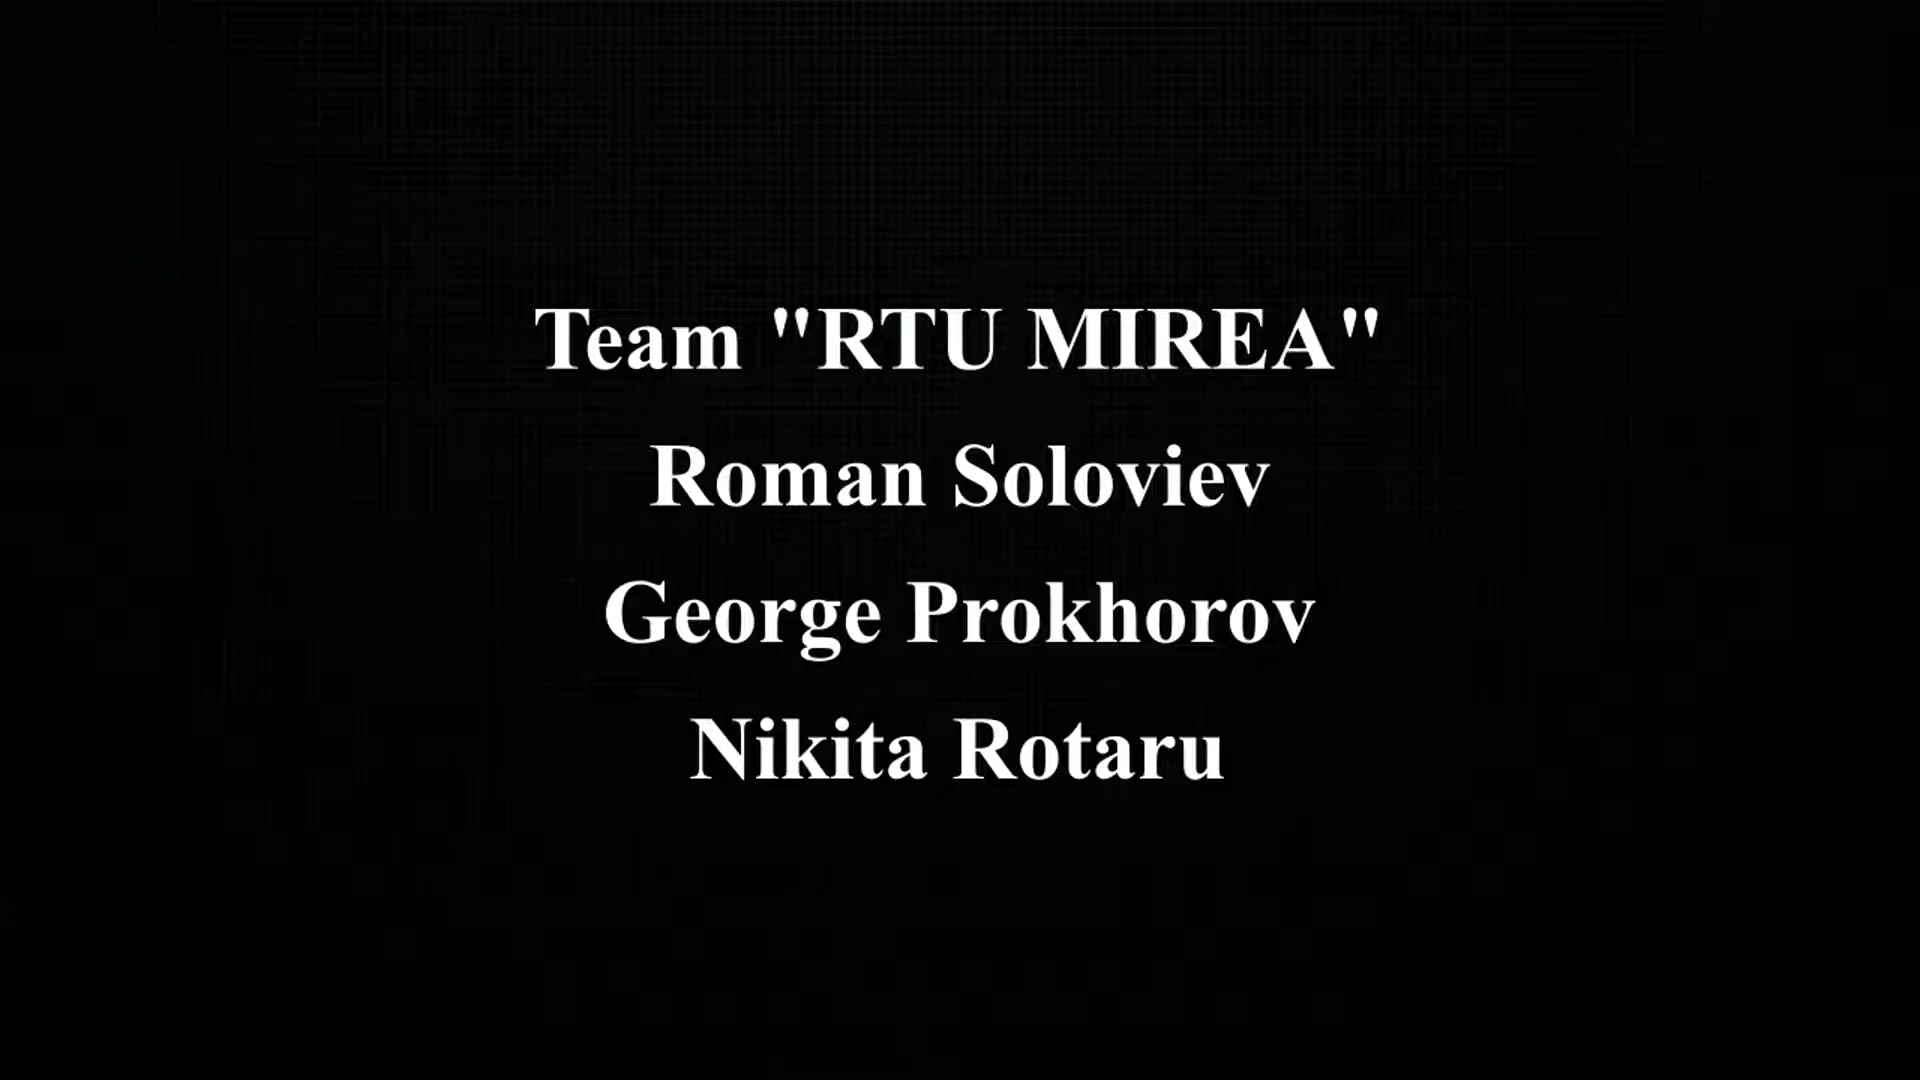 Team "RTU MIREA"
Roman Soloviev
George Prokhorov
Nikita Rotaru